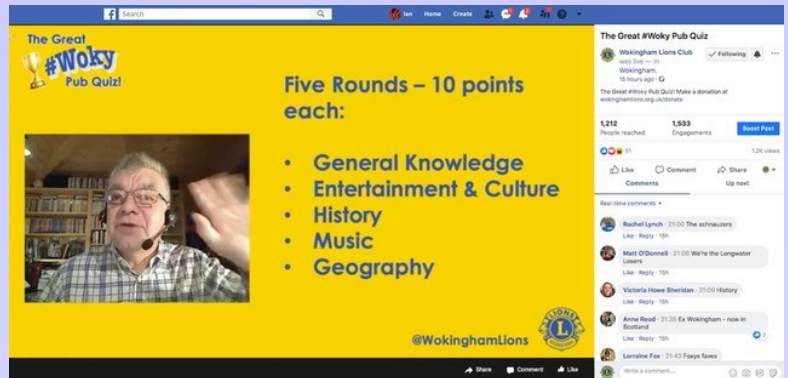 Search
Ian Home Create
The Great
#Woky
Pub Quiz!
Five Rounds – 10 points
each:
• General Knowledge
• Entertainment & Culture
• History
• Music
• Geography
@WokinghamLions
LIONS
L
INTERNATIONAL
Share Comment Like
The Great #Woky Pub Quiz
Wokingham Lions Club
was live — in
Wokingham.
15 hours ago
Following
The Great #Woky Pub Quiz! Make a donation at
wokinghamlions.org.uk/donate
1,212 1,533
People reached Engagements
Boost Post
31 1.2K views
Like Comment Share
Comments Up next
Real-time comments
Rachel Lynch · 21:00 The schnauzers
Like · Reply · 15h
Matt O'Donnell · 21:08 We're the Longwater
Losers
Like · Reply · 15h
Victoria Howe Sheridan · 21:09 History
Like · Reply · 15h
Anne Read · 21:35 Ex Wokingham – now in
Scotland
Like · Reply · 15h
2
Lorraine Fox · 21:43 Foxys faves
Write a comment...